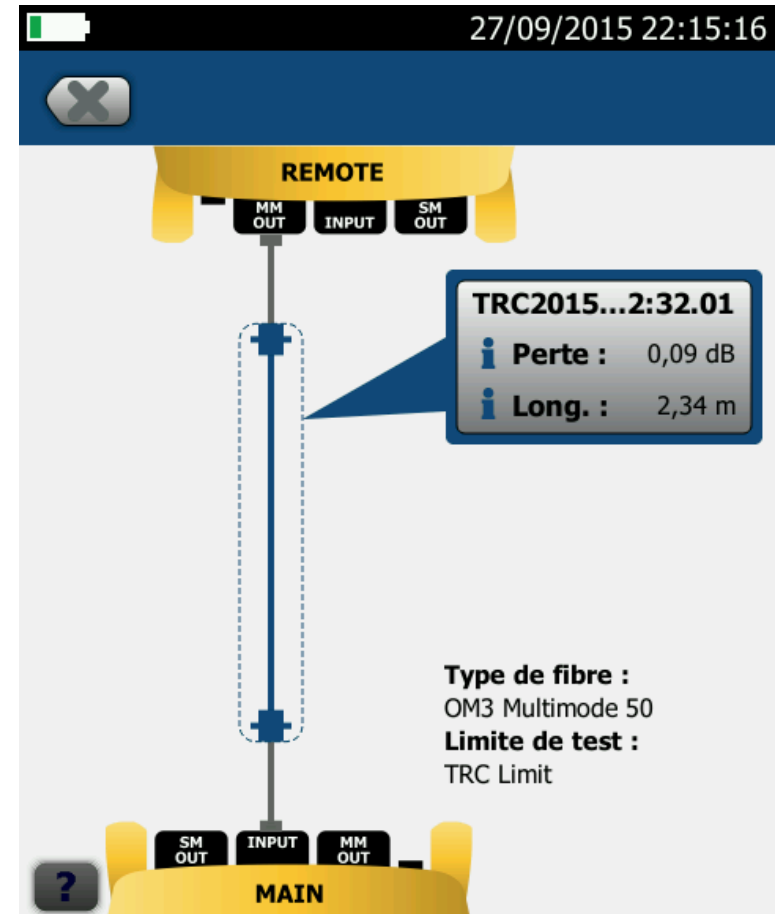 27/09/2015 22:15:16
REMOTE
MM OUT
INPUT
SM OUT
TRC2015...2:32.01
Perte : 0,09 dB
Long. : 2,34 m
Type de fibre :
OM3 Multimode 50
Limite de test :
TRC Limit
SM OUT
INPUT
MM OUT
?
MAIN